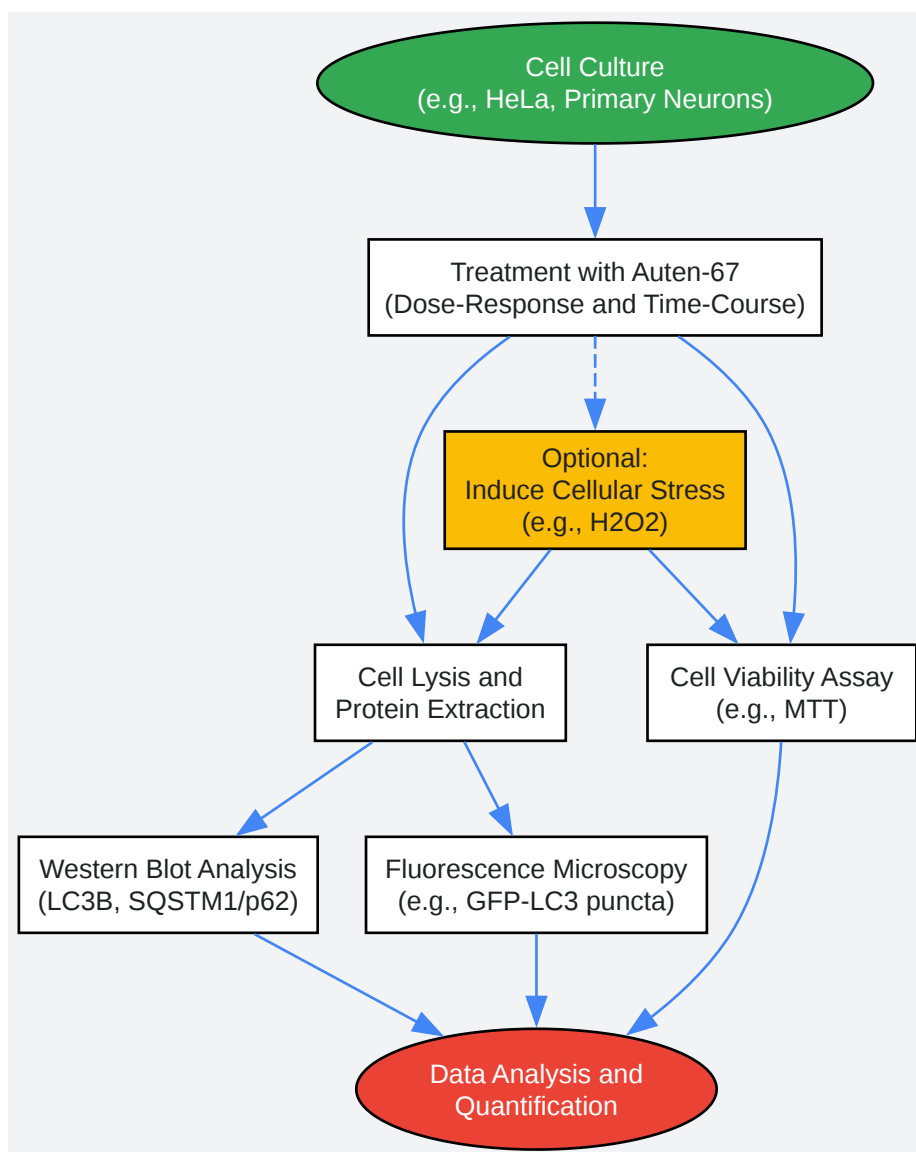 Cell Culture
(e.g., HeLa, Primary Neurons)
Treatment with Auten-67
(Dose-Response and Time-Course)
Optional:
Induce Cellular Stress
(e.g., H2O2)
Cell Lysis and
Protein Extraction
Cell Viability Assay
(e.g., MTT)
Western Blot Analysis
(LC3B, SQSTM1/p62)
Fluorescence Microscopy
(e.g., GFP-LC3 puncta)
Data Analysis and
Quantification